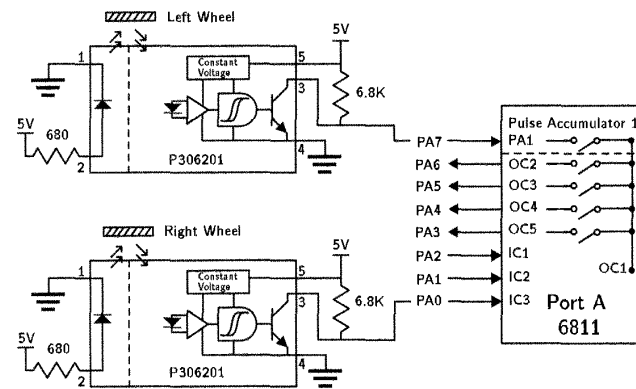 Left Wheel
5V
1
Constant
Voltage
5
3
6.8K
5V
680
2
P306201
4
Pulse Accumulator 1
PA7
PA1
PA6
OC2
PA5
OC3
PA4
OC4
PA3
OC5
PA2
IC1
PA1
IC2
OC1
PA0
IC3
Port A
6811
Right Wheel
5V
1
Constant
Voltage
5
3
6.8K
5V
680
2
P306201
4